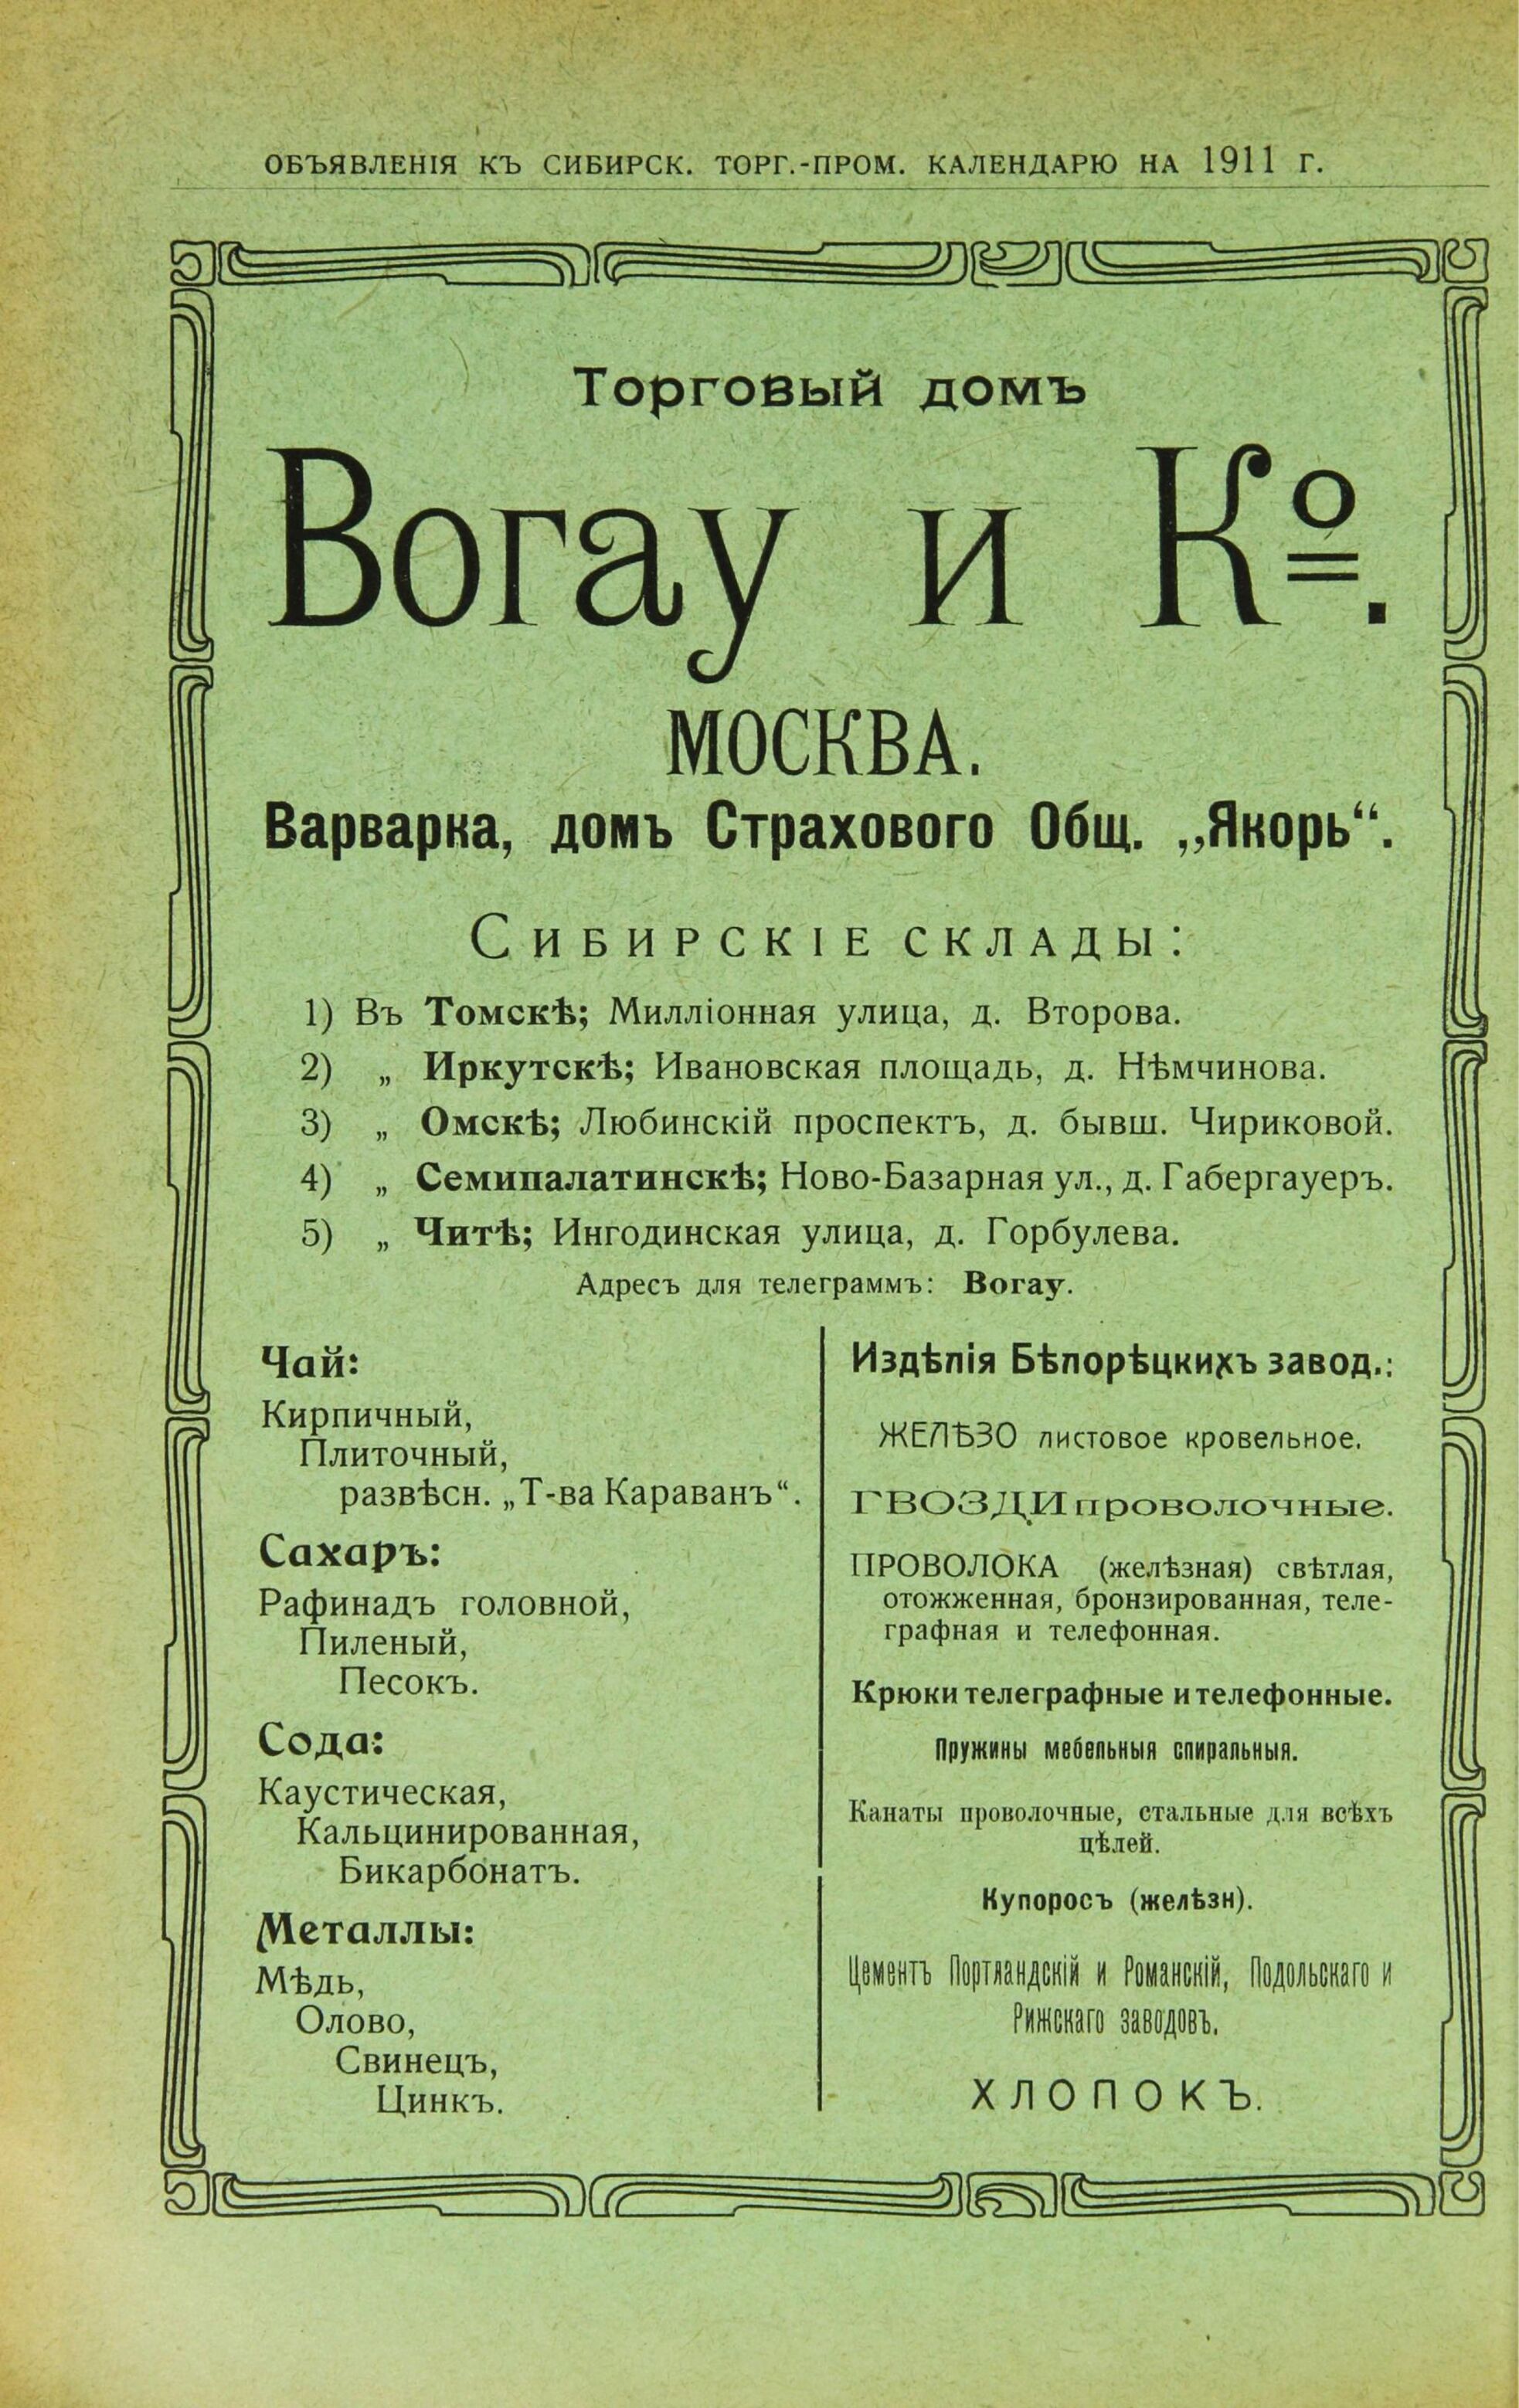 ОБЪЯВЛЕНІЯ КЪ СИБИРСК. ТОРГ.-ПРОМ. КАЛЕНДАРЮ НА 1911 Г.
Торговый домъ
Вогау и Кº.
МОСКВА.
Варварка, домъ Страхового Общ. „Якорь“.
Сибирскіе склады:
1) Въ Томскѣ; Милліонная улица, д. Второва.
2) „ Иркутскѣ; Ивановская площадь, д. Нѣмчинова.
3) „ Омскѣ; Любинскій проспектъ, д. бывш. Чириковой.
4) „ Семипалатинскѣ; Ново-Базарная ул., д. Габергауеръ.
5) „ Читѣ; Ингодинская улица, д. Горбулева.
Адресъ для телеграммъ: Вогау.
Чай:
Кирпичный,
Плиточный,
развѣсн. „Т-ва Караванъ“.
Сахаръ:
Рафинадъ головной,
Пиленый,
Песокъ.
Сода:
Каустическая,
Кальцинированная,
Бикарбонатъ.
Металлы:
Мѣдь,
Олово,
Свинецъ,
Цинкъ.
Издѣлія Бѣлорѣцкихъ завод.:
ЖЕЛѢЗО листовое кровельное.
ГВОЗДИ проволочные.
ПРОВОЛОКА (желѣзная) свѣтлая,
отожженная, бронзированная, теле-
графная и телефонная.
Крюки телеграфные и телефонные.
Пружины мебельныя спиральныя.
Канаты проволочные, стальные для всѣхъ
цѣлей.
Купоросъ (желѣзн).
Цементъ Портландскій и Романскій, Подольскаго и
Рижскаго заводовъ.
ХЛОПОКЪ.